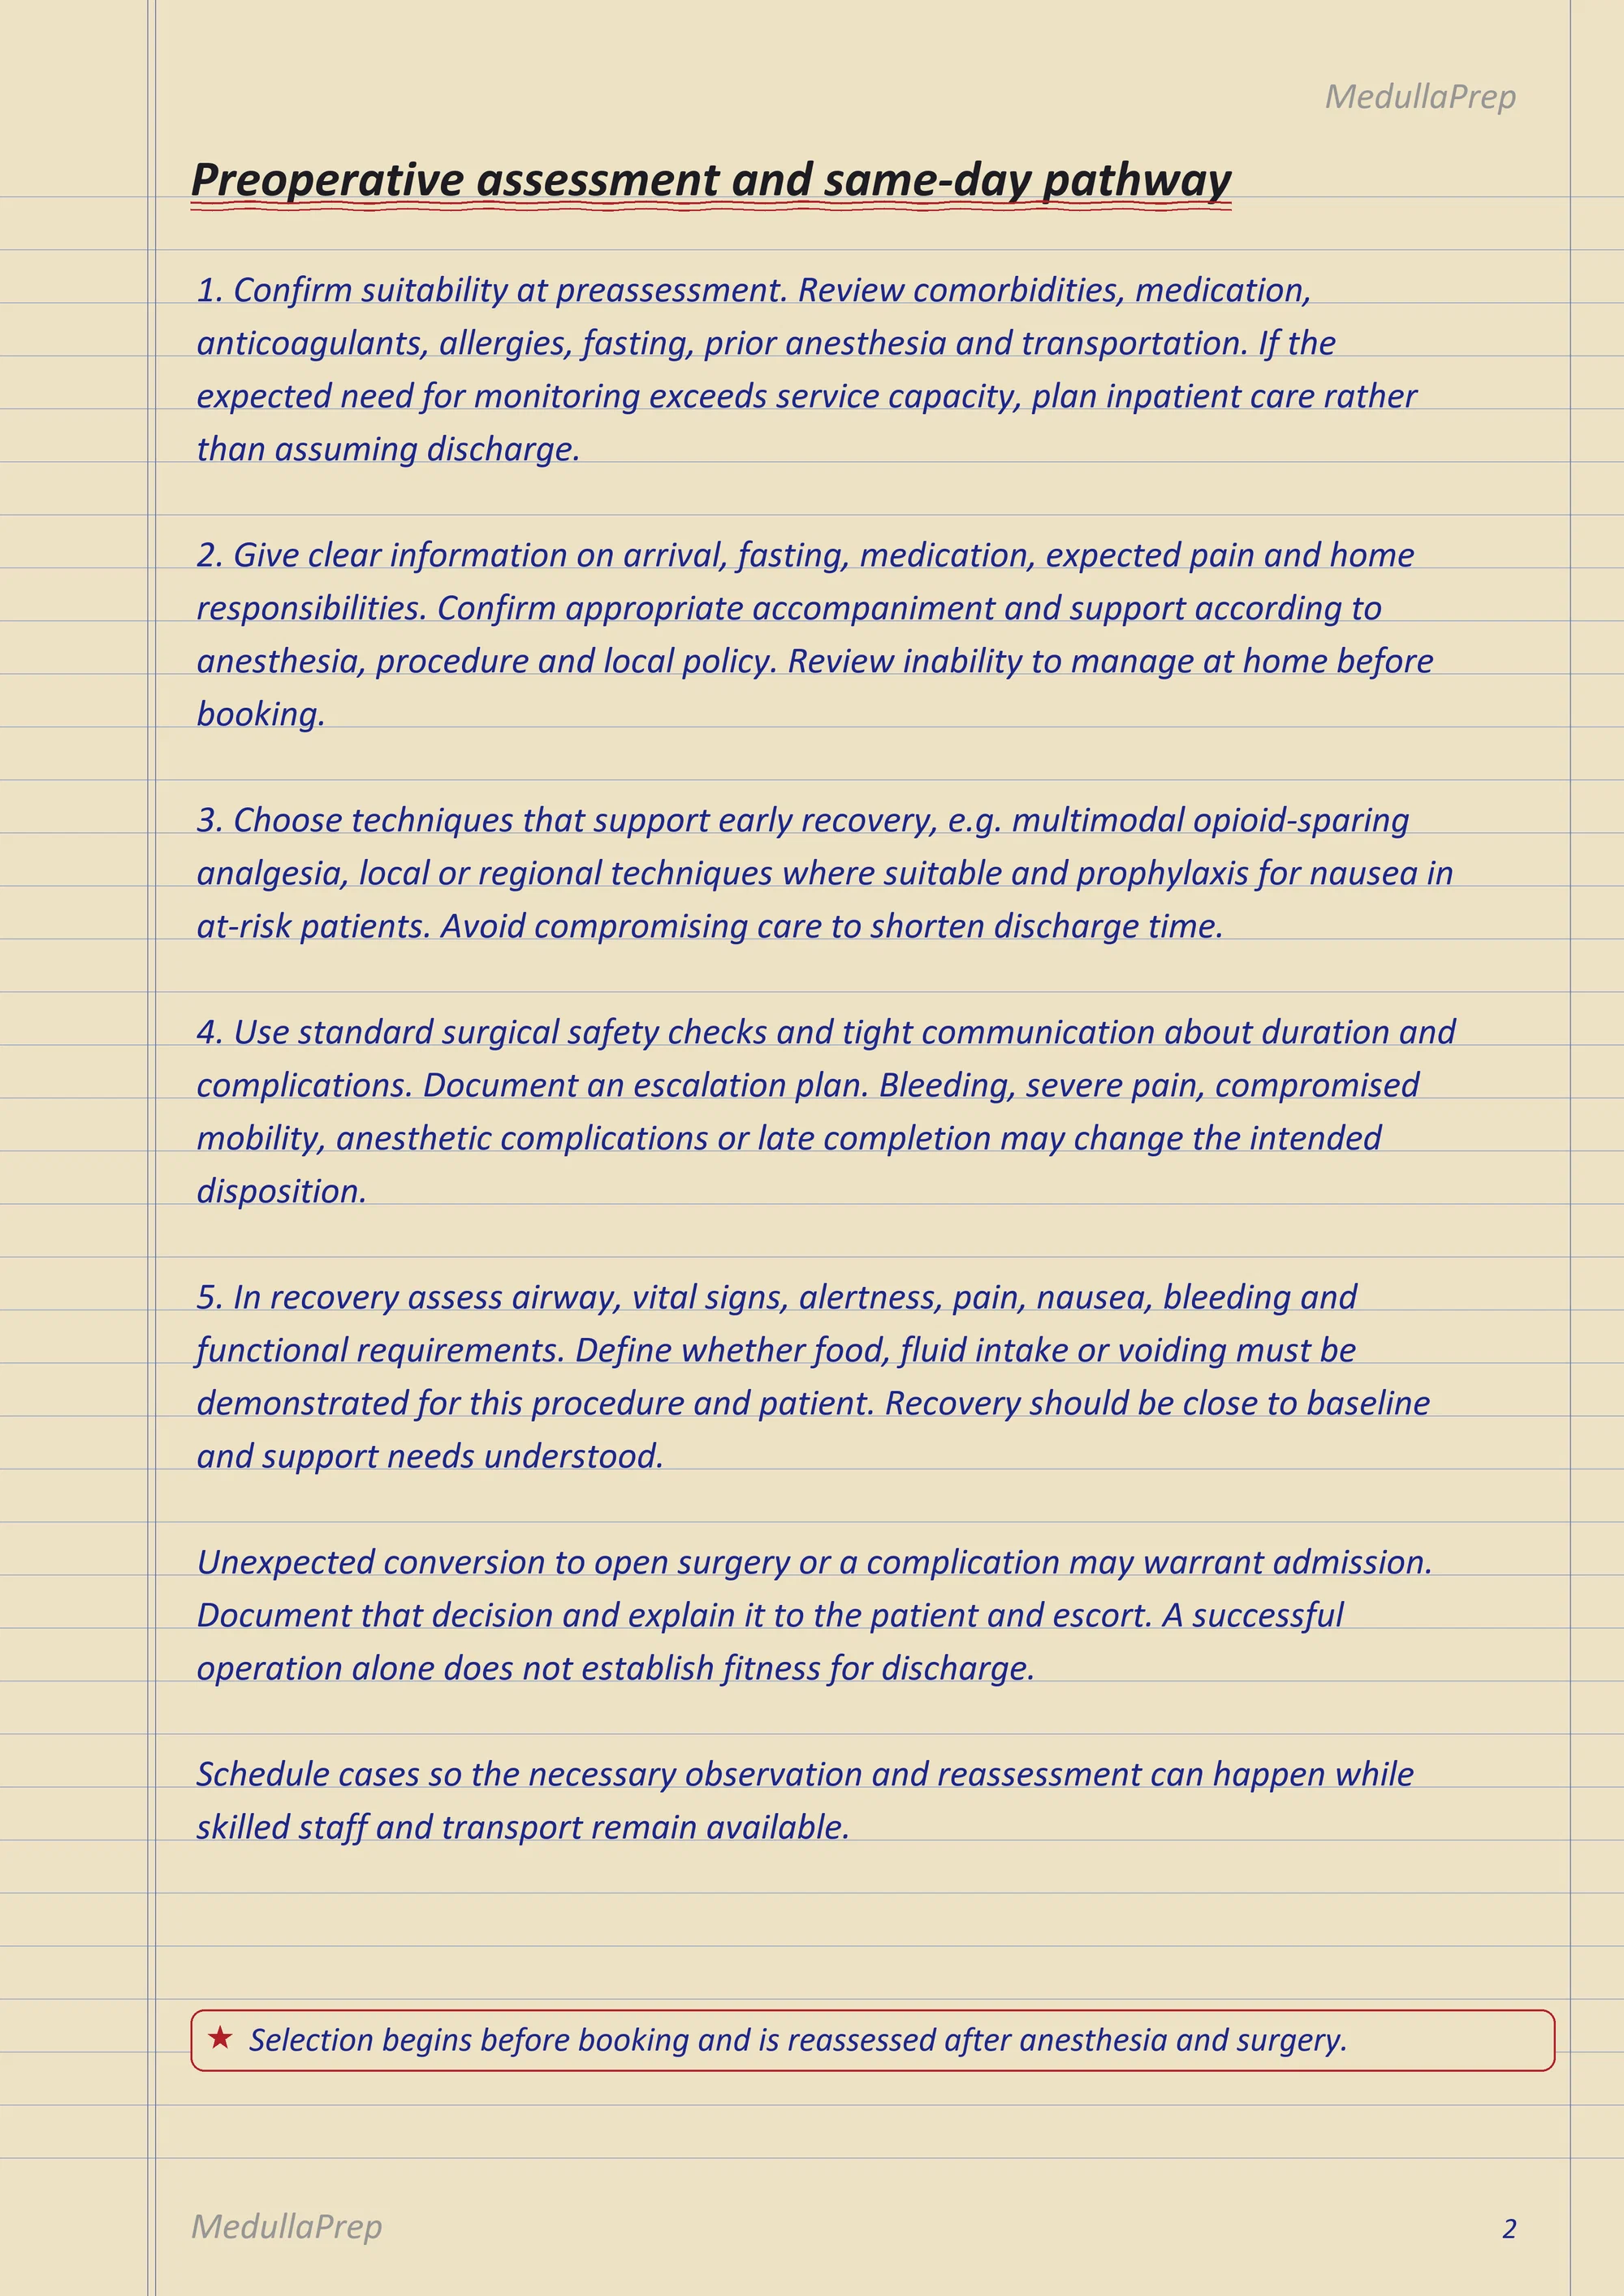 MedullaPrep
Preoperative assessment and same-day pathway
1. Confirm suitability at preassessment. Review comorbidities, medication,
anticoagulants, allergies, fasting, prior anesthesia and transportation. If the
expected need for monitoring exceeds service capacity, plan inpatient care rather
than assuming discharge.
2. Give clear information on arrival, fasting, medication, expected pain and home
responsibilities. Confirm appropriate accompaniment and support according to
anesthesia, procedure and local policy. Review inability to manage at home before
booking.
3. Choose techniques that support early recovery, e.g. multimodal opioid-sparing
analgesia, local or regional techniques where suitable and prophylaxis for nausea in
at-risk patients. Avoid compromising care to shorten discharge time.
4. Use standard surgical safety checks and tight communication about duration and
complications. Document an escalation plan. Bleeding, severe pain, compromised
mobility, anesthetic complications or late completion may change the intended
disposition.
5. In recovery assess airway, vital signs, alertness, pain, nausea, bleeding and
functional requirements. Define whether food, fluid intake or voiding must be
demonstrated for this procedure and patient. Recovery should be close to baseline
and support needs understood.
Unexpected conversion to open surgery or a complication may warrant admission.
Document that decision and explain it to the patient and escort. A successful
operation alone does not establish fitness for discharge.
Schedule cases so the necessary observation and reassessment can happen while
skilled staff and transport remain available.
★ Selection begins before booking and is reassessed after anesthesia and surgery.
MedullaPrep
2